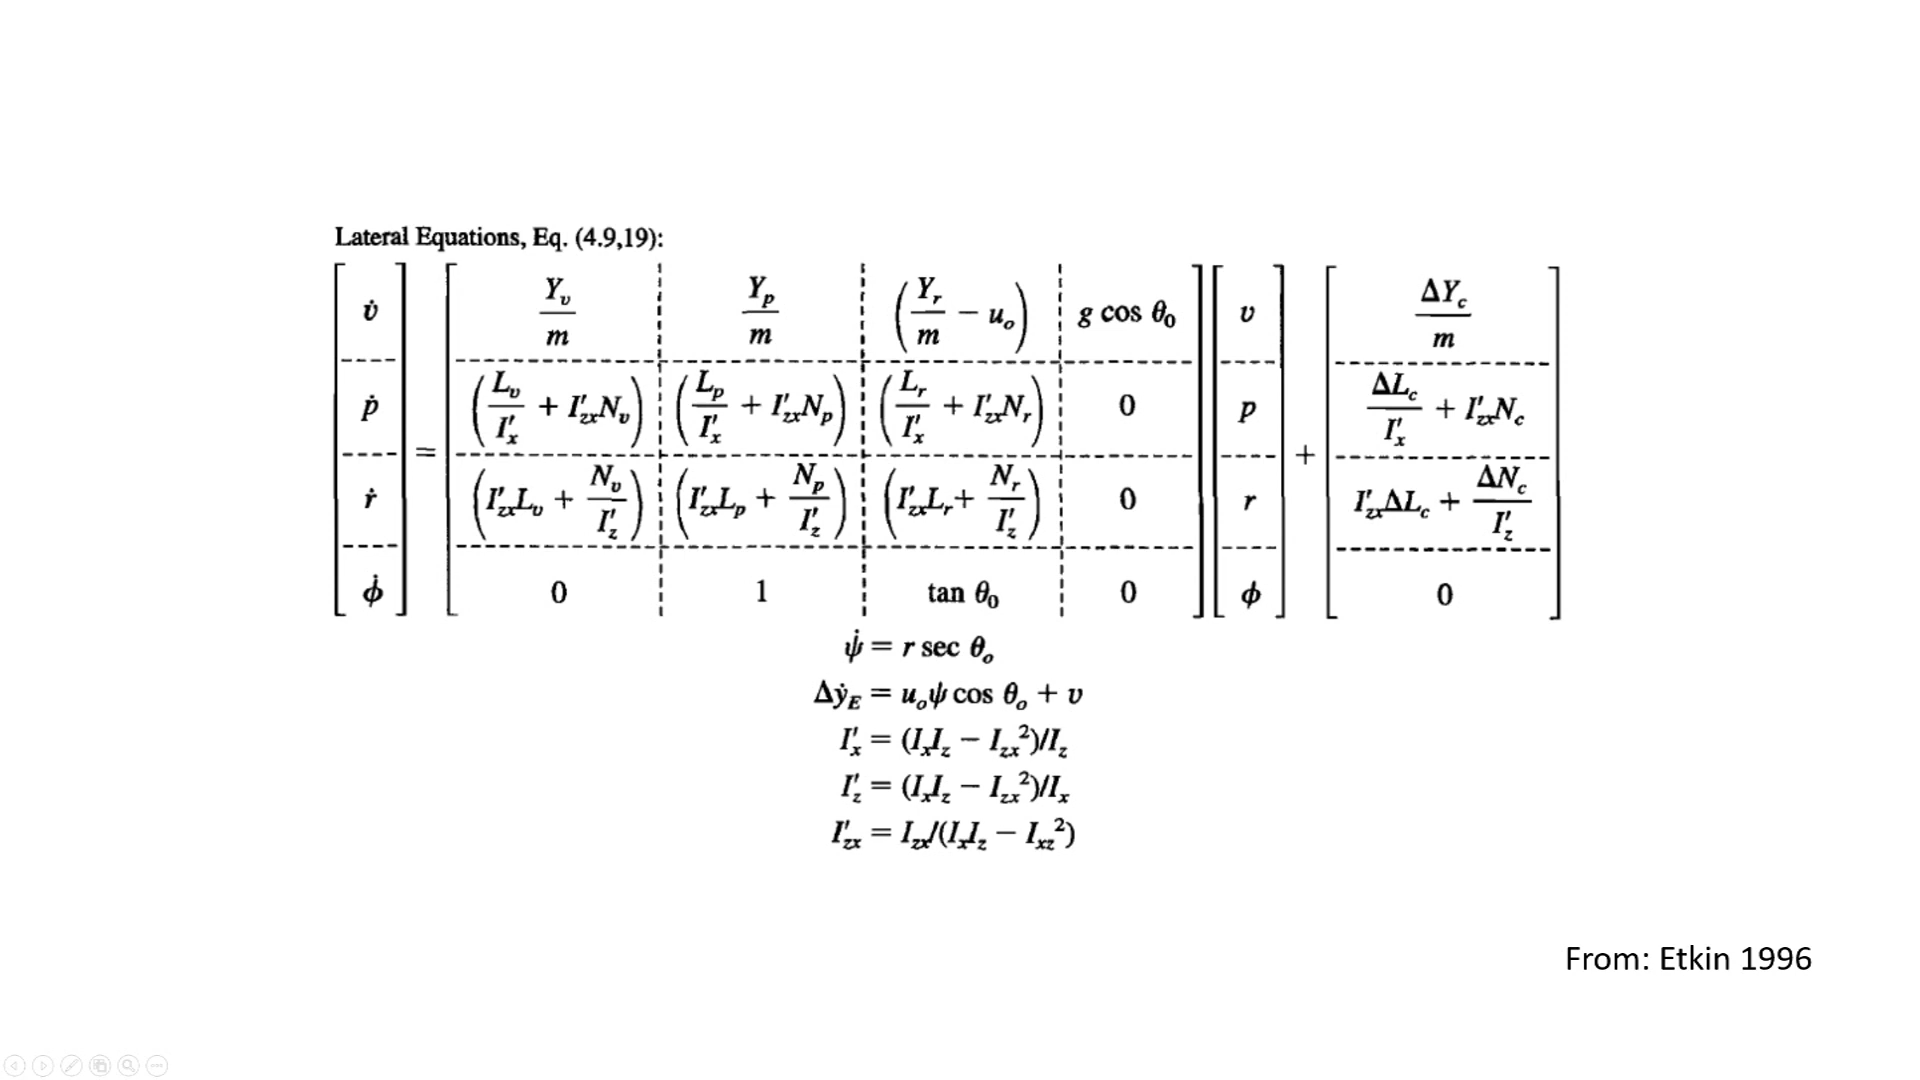 Lateral Equations, Eq. (4.9,19):
[v̇; ṗ; ṙ; φ̇] = [Y_v/m, Y_p/m, (Y_r/m − u_o), g cos θ_0;
(L_v/I′_x + I′_zx N_v), (L_p/I′_x + I′_zx N_p), (L_r/I′_x + I′_zx N_r), 0;
(I′_zx L_v + N_v/I′_z), (I′_zx L_p + N_p/I′_z), (I′_zx L_r + N_r/I′_z), 0;
0, 1, tan θ_0, 0] [v; p; r; φ] + [ΔY_c/m; ΔL_c/I′_x + I′_zx N_c; I′_zx ΔL_c + ΔN_c/I′_z; 0]
ψ̇ = r sec θ_o
Δẏ_E = u_o ψ cos θ_o + v
I′_x = (I_x I_z − I_zx²)/I_z
I′_z = (I_x I_z − I_zx²)/I_x
I′_zx = I_zx/(I_x I_z − I_xz²)
From: Etkin 1996